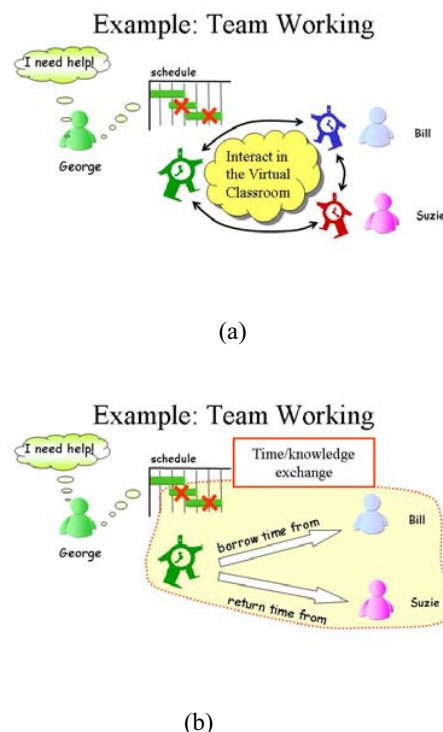 Example: Team Working
I need help!
schedule
George
Interact in
the Virtual
Classroom
Bill
Suzie
(a)
Example: Team Working
I need help!
schedule
Time/knowledge
exchange
George
borrow time from
Bill
return time from
Suzie
(b)